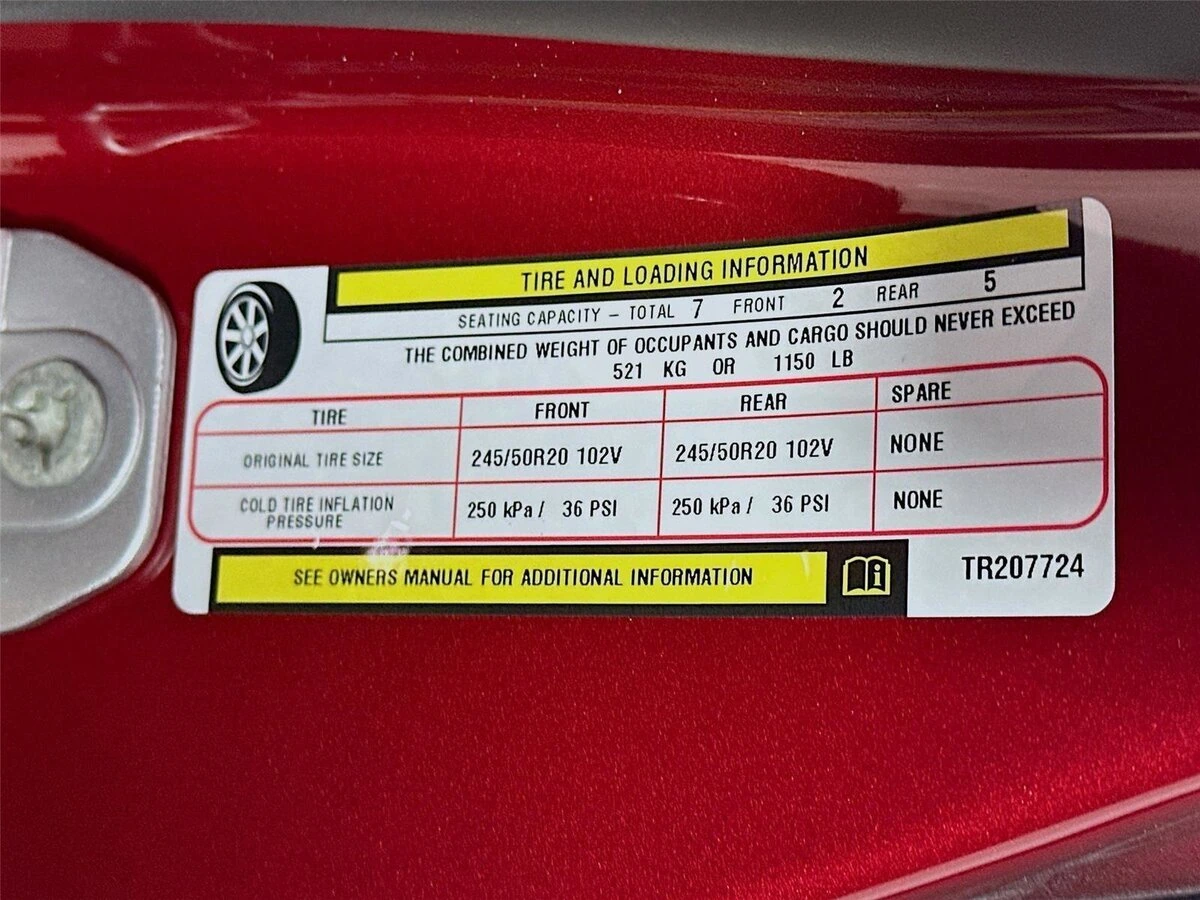 TIRE AND LOADING INFORMATION
SEATING CAPACITY – TOTAL 7 FRONT 2 REAR 5
THE COMBINED WEIGHT OF OCCUPANTS AND CARGO SHOULD NEVER EXCEED
521 KG OR 1150 LB
TIRE FRONT REAR SPARE
ORIGINAL TIRE SIZE 245/50R20 102V 245/50R20 102V NONE
COLD TIRE INFLATION
PRESSURE 250 kPa / 36 PSI 250 kPa / 36 PSI NONE
SEE OWNERS MANUAL FOR ADDITIONAL INFORMATION
TR207724